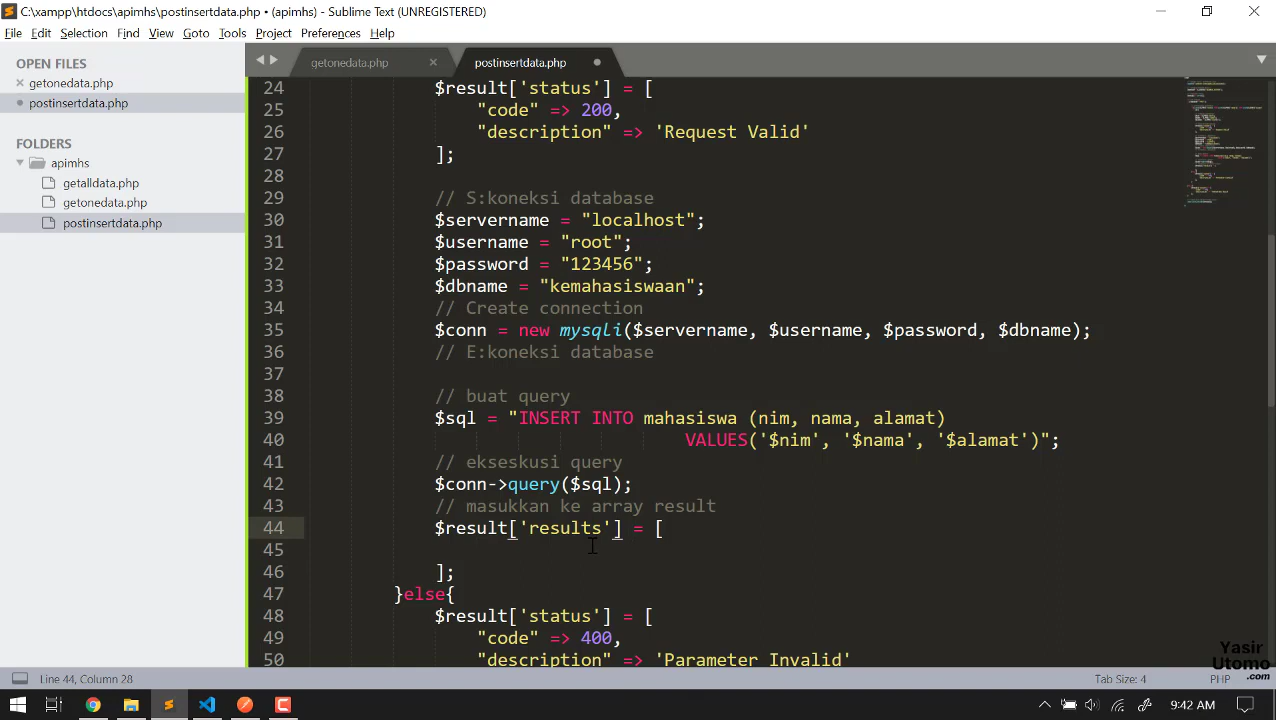 C:\xampp\htdocs\apimhs\postinsertdata.php • (apimhs) - Sublime Text (UNREGISTERED)
File Edit Selection Find View Goto Tools Project Preferences Help
OPEN FILES
getonedata.php
postinsertdata.php
FOLDERS
apimhs
getalldata.php
getonedata.php
postinsertdata.php
getonedata.php postinsertdata.php
24 $result['status'] = [
25 "code" => 200,
26 "description" => 'Request Valid'
27 ];
28
29 // S:koneksi database
30 $servername = "localhost";
31 $username = "root";
32 $password = "123456";
33 $dbname = "kemahasiswaan";
34 // Create connection
35 $conn = new mysqli($servername, $username, $password, $dbname);
36 // E:koneksi database
37
38 // buat query
39 $sql = "INSERT INTO mahasiswa (nim, nama, alamat)
40 VALUES('$nim', '$nama', '$alamat')";
41 // ekseskusi query
42 $conn->query($sql);
43 // masukkan ke array result
44 $result['results'] = [
45
46 ];
47 }else{
48 $result['status'] = [
49 "code" => 400,
50 "description" => 'Parameter Invalid'
Yasir
Utomo
.com
Line 44, Column 28
Tab Size: 4
PHP
9:42 AM